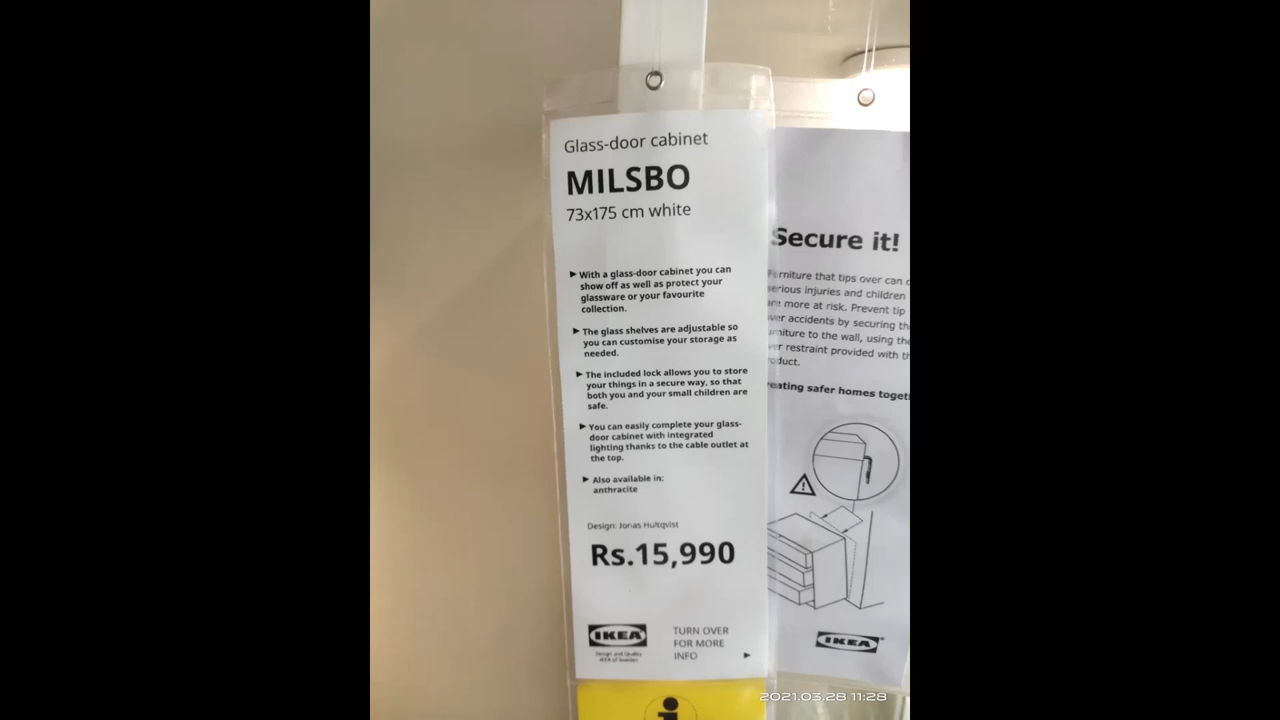 Glass-door cabinet
MILSBO
73x175 cm white
► With a glass-door cabinet you can
show off as well as protect your
glassware or your favourite
collection.
► The glass shelves are adjustable so
you can customise your storage as
needed.
► The included lock allows you to store
your things in a secure way, so that
both you and your small children are
safe.
► You can easily complete your glass-
door cabinet with integrated
lighting thanks to the cable outlet at
the top.
► Also available in:
anthracite
Design: Jonas Hultqvist
Rs.15,990
IKEA
Design and Quality
IKEA of Sweden
TURN OVER
FOR MORE
INFO ►
i
Secure it!
Furniture that tips over can
serious injuries and children
are more at risk. Prevent tip
over accidents by securing
furniture to the wall, using
over restraint provided with
product.
safer homes
IKEA
2021.03.28 11:28